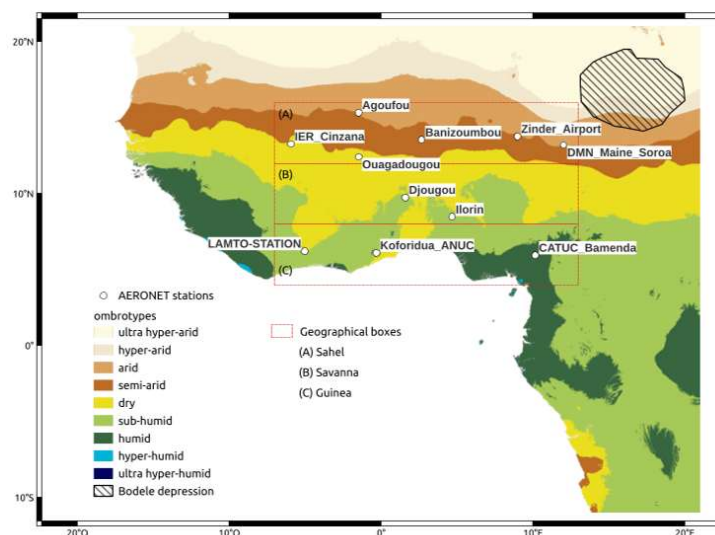 20°N
Agoufou
(A)
IER_Cinzana
Banizoumbou
Zinder_Airport
DMN_Maine_Soroa
Ouagadougou
(B)
10°N
Djougou
Ilorin
LAMTO-STATION
Koforidua_ANUC
CATUC_Bamenda
(C)
AERONET stations
ombrotypes
ultra hyper-arid
hyper-arid
arid
semi-arid
dry
sub-humid
humid
hyper-humid
ultra hyper-humid
Bodele depression
Geographical boxes
(A) Sahel
(B) Savanna
(C) Guinea
0°
10°S
20°O
10°O
0°
10°E
20°E